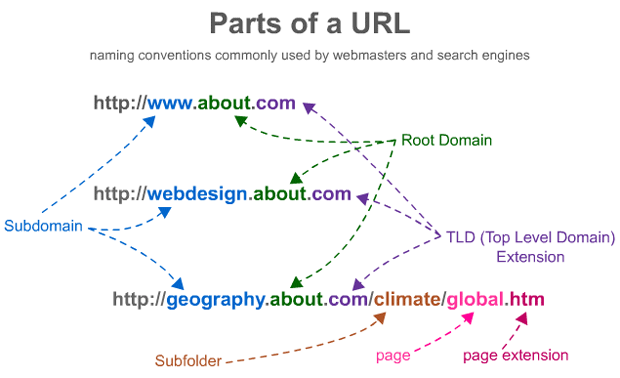 Parts of a URL
naming conventions commonly used by webmasters and search engines
http://www.about.com
Root Domain
http://webdesign.about.com
Subdomain
TLD (Top Level Domain)
Extension
http://geography.about.com/climate/global.htm
Subfolder
page
page extension